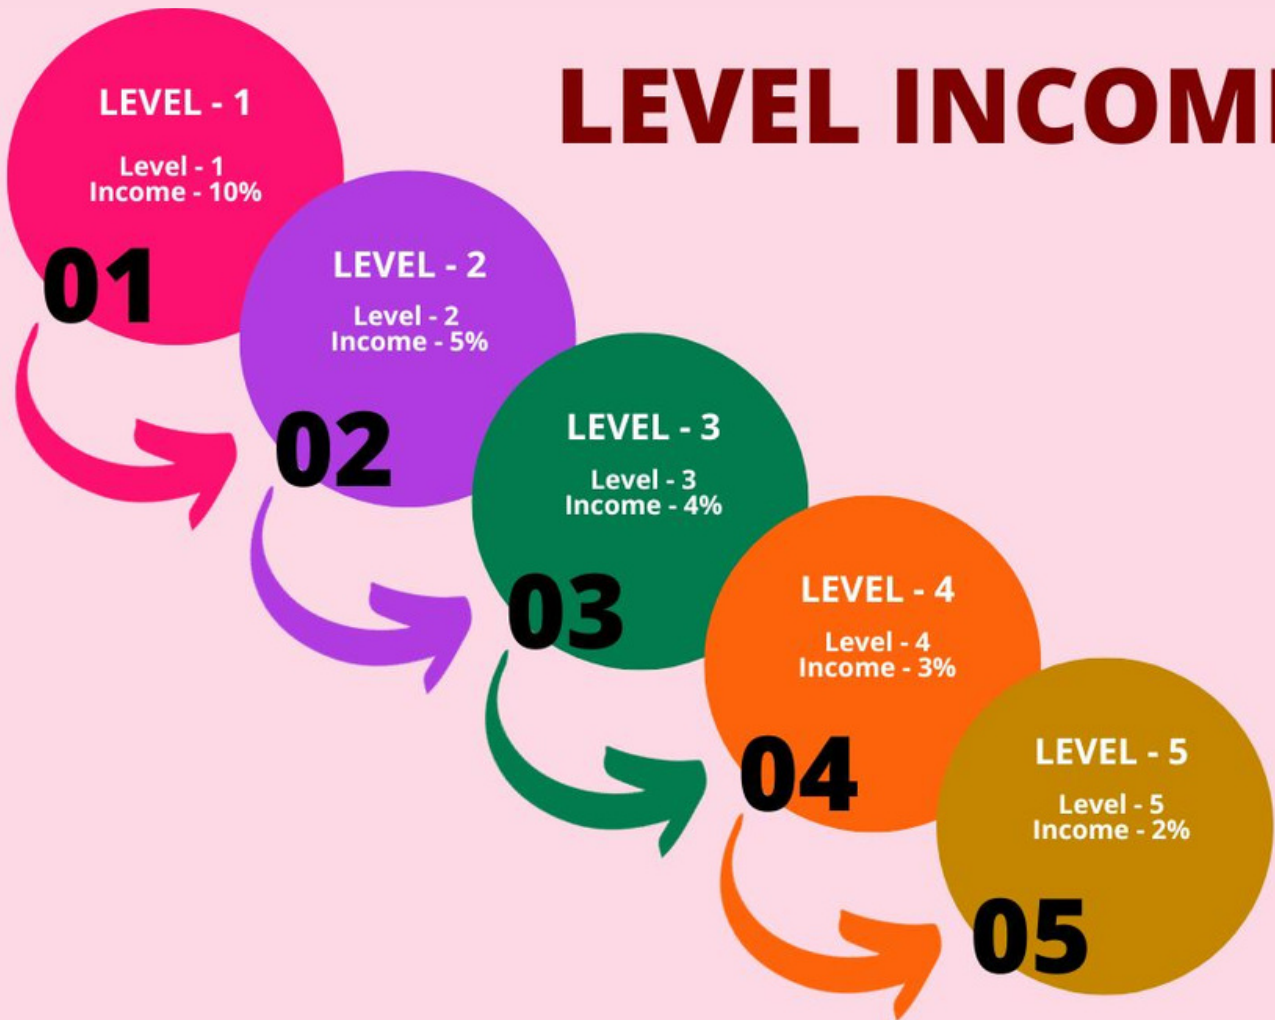 LEVEL INCOM
LEVEL - 1
Level - 1
Income - 10%
01
LEVEL - 2
Level - 2
Income - 5%
02
LEVEL - 3
Level - 3
Income - 4%
03
LEVEL - 4
Level - 4
Income - 3%
04
LEVEL - 5
Level - 5
Income - 2%
05